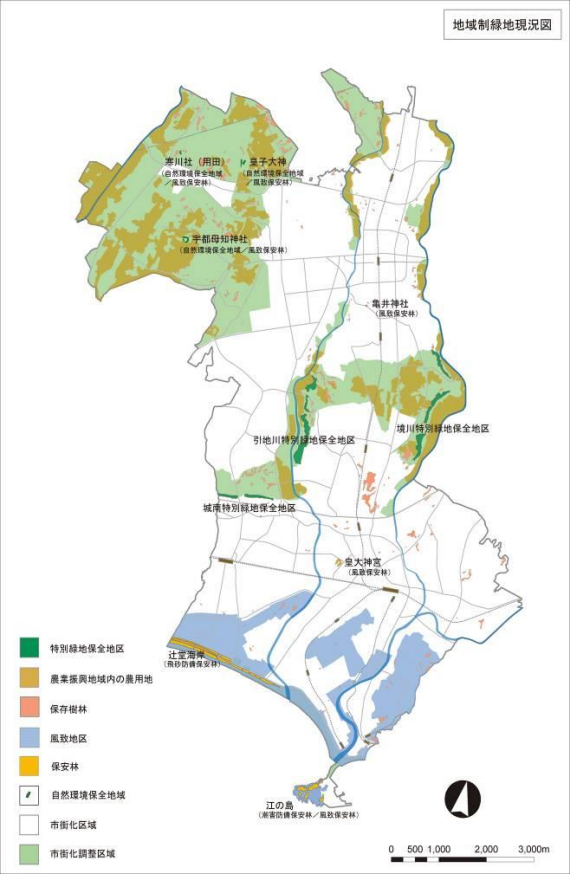 地域制緑地現況図
寒川社（用田）
（自然環境保全地域
／風致保安林）
皇子大神
（自然環境保全地域
／風致保安林）
宇都母知神社
（自然環境保全地域／風致保安林）
亀井神社
（風致保安林）
境川特別緑地保全地区
引地川特別緑地保全地区
城南特別緑地保全地区
皇大神宮
（風致保安林）
辻堂海岸
（飛砂防備保安林）
江の島
（潮害防備保安林／風致保安林）
特別緑地保全地区
農業振興地域内の農用地
保存樹林
風致地区
保安林
自然環境保全地域
市街化区域
市街化調整区域
0 500 1,000 2,000 3,000m